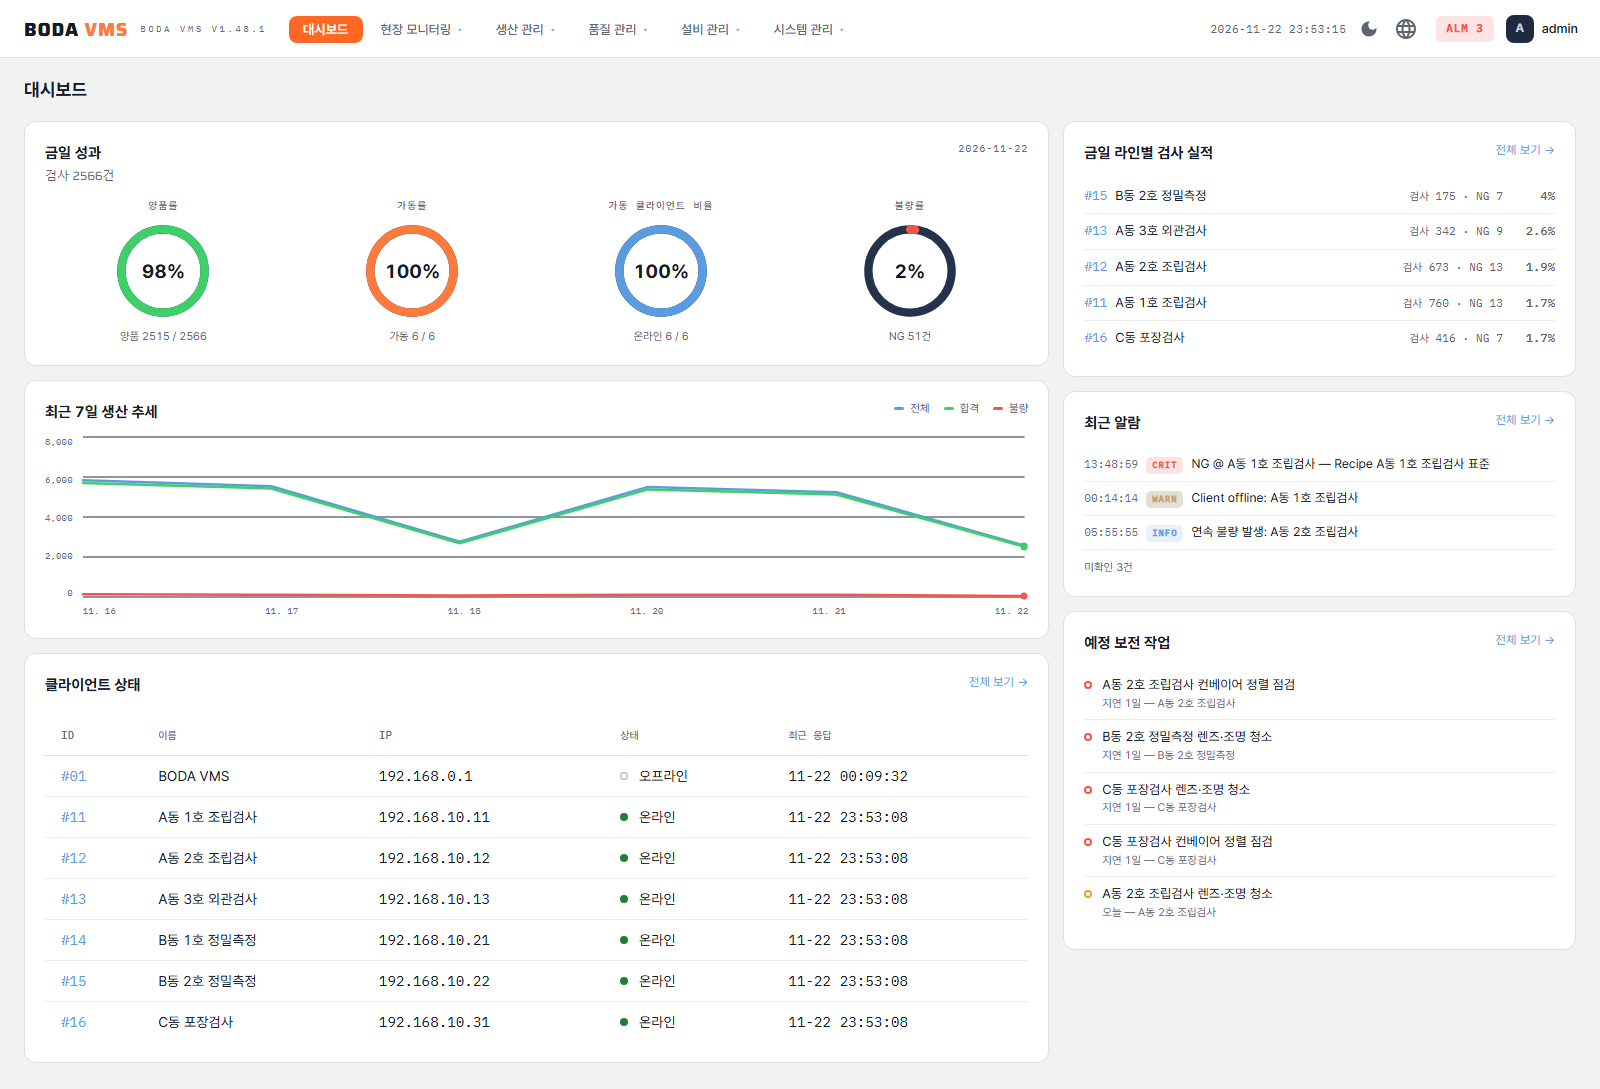 BODA VMS
BODA VMS V1.48.1
대시보드
현장 모니터링
생산 관리
품질 관리
설비 관리
시스템 관리
2026-11-22 23:53:15
ALM 3
A
admin
대시보드
금일 성과
2026-11-22
검사 2566건
양품률
가동률
가동 클라이언트 비율
불량률
98%
100%
100%
2%
양품 2515 / 2566
가동 6 / 6
온라인 6 / 6
NG 51건
최근 7일 생산 추세
전체
합격
불량
8,000
6,000
4,000
2,000
0
11. 16
11. 17
11. 18
11. 20
11. 21
11. 22
클라이언트 상태
전체 보기 →
ID 이름 IP 상태 최근 응답
#01 BODA VMS 192.168.0.1 오프라인 11-22 00:09:32
#11 A동 1호 조립검사 192.168.10.11 온라인 11-22 23:53:08
#12 A동 2호 조립검사 192.168.10.12 온라인 11-22 23:53:08
#13 A동 3호 외관검사 192.168.10.13 온라인 11-22 23:53:08
#14 B동 1호 정밀측정 192.168.10.21 온라인 11-22 23:53:08
#15 B동 2호 정밀측정 192.168.10.22 온라인 11-22 23:53:08
#16 C동 포장검사 192.168.10.31 온라인 11-22 23:53:08
금일 라인별 검사 실적
전체 보기 →
#15 B동 2호 정밀측정 검사 175 · NG 7 4%
#13 A동 3호 외관검사 검사 342 · NG 9 2.6%
#12 A동 2호 조립검사 검사 673 · NG 13 1.9%
#11 A동 1호 조립검사 검사 760 · NG 13 1.7%
#16 C동 포장검사 검사 416 · NG 7 1.7%
최근 알람
전체 보기 →
13:48:59 CRIT NG @ A동 1호 조립검사 — Recipe A동 1호 조립검사 표준
00:14:14 WARN Client offline: A동 1호 조립검사
05:55:55 INFO 연속 불량 발생: A동 2호 조립검사
미확인 3건
예정 보전 작업
전체 보기 →
A동 2호 조립검사 컨베이어 정렬 점검
지연 1일 — A동 2호 조립검사
B동 2호 정밀측정 렌즈·조명 청소
지연 1일 — B동 2호 정밀측정
C동 포장검사 렌즈·조명 청소
지연 1일 — C동 포장검사
C동 포장검사 컨베이어 정렬 점검
지연 1일 — C동 포장검사
A동 2호 조립검사 렌즈·조명 청소
오늘 — A동 2호 조립검사